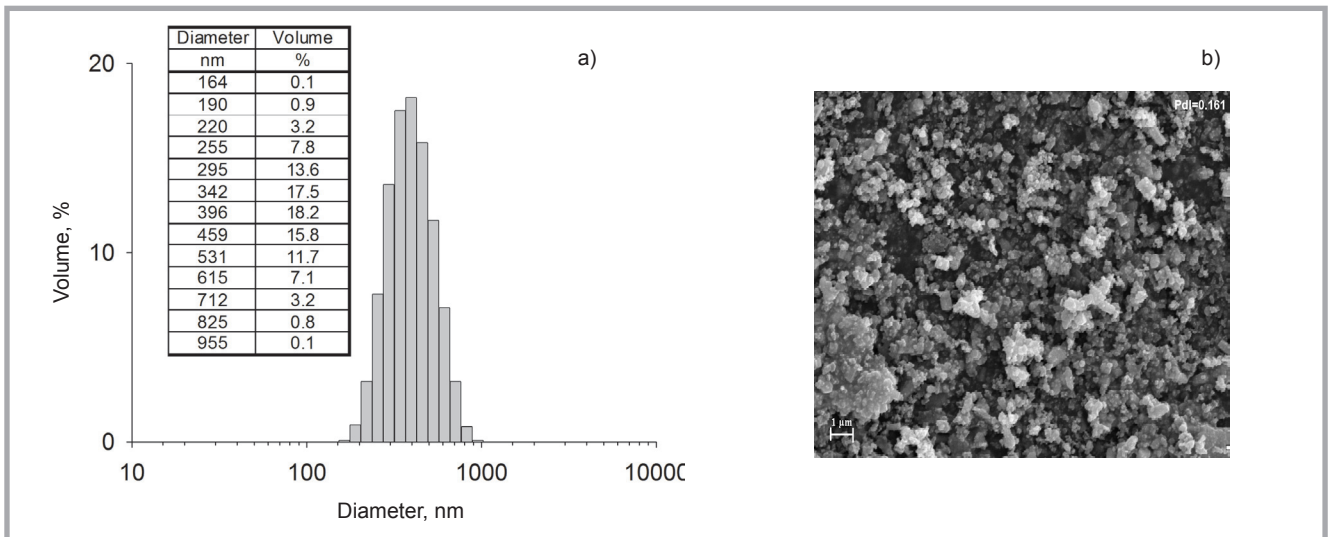 Diameter Volume
nm %
164 0.1
190 0.9
220 3.2
255 7.8
295 13.6
342 17.5
396 18.2
459 15.8
531 11.7
615 7.1
712 3.2
825 0.8
955 0.1
a)
20
10
0
Volume, %
10 100 1000 10000
Diameter, nm
b)
PdI=0.161
1 µm